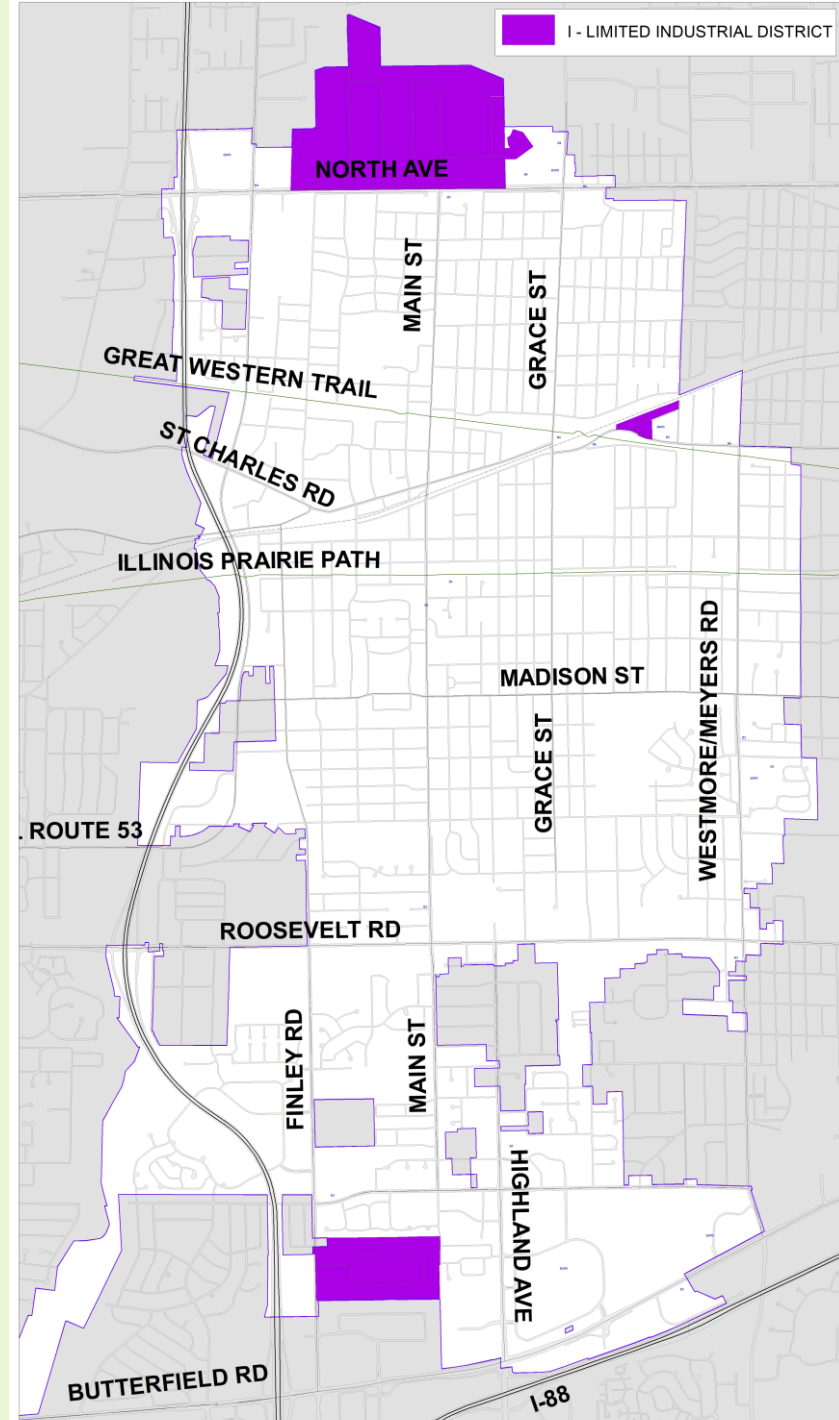 I - LIMITED INDUSTRIAL DISTRICT
NORTH AVE
MAIN ST
GRACE ST
GREAT WESTERN TRAIL
ST CHARLES RD
ILLINOIS PRAIRIE PATH
WESTMORE/MEYERS RD
MADISON ST
GRACE ST
. ROUTE 53
ROOSEVELT RD
FINLEY RD
MAIN ST
HIGHLAND AVE
BUTTERFIELD RD
I-88